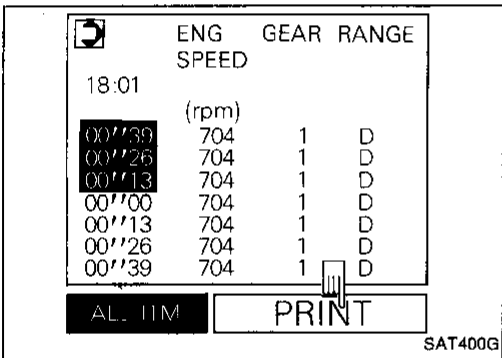 ENG GEAR RANGE
SPEED
18:01
(rpm)
00''39 704 1 D
00''26 704 1 D
00''13 704 1 D
00''00 704 1 D
00''13 704 1 D
00''26 704 1 D
00''39 704 1 D
PRINT
SAT400G